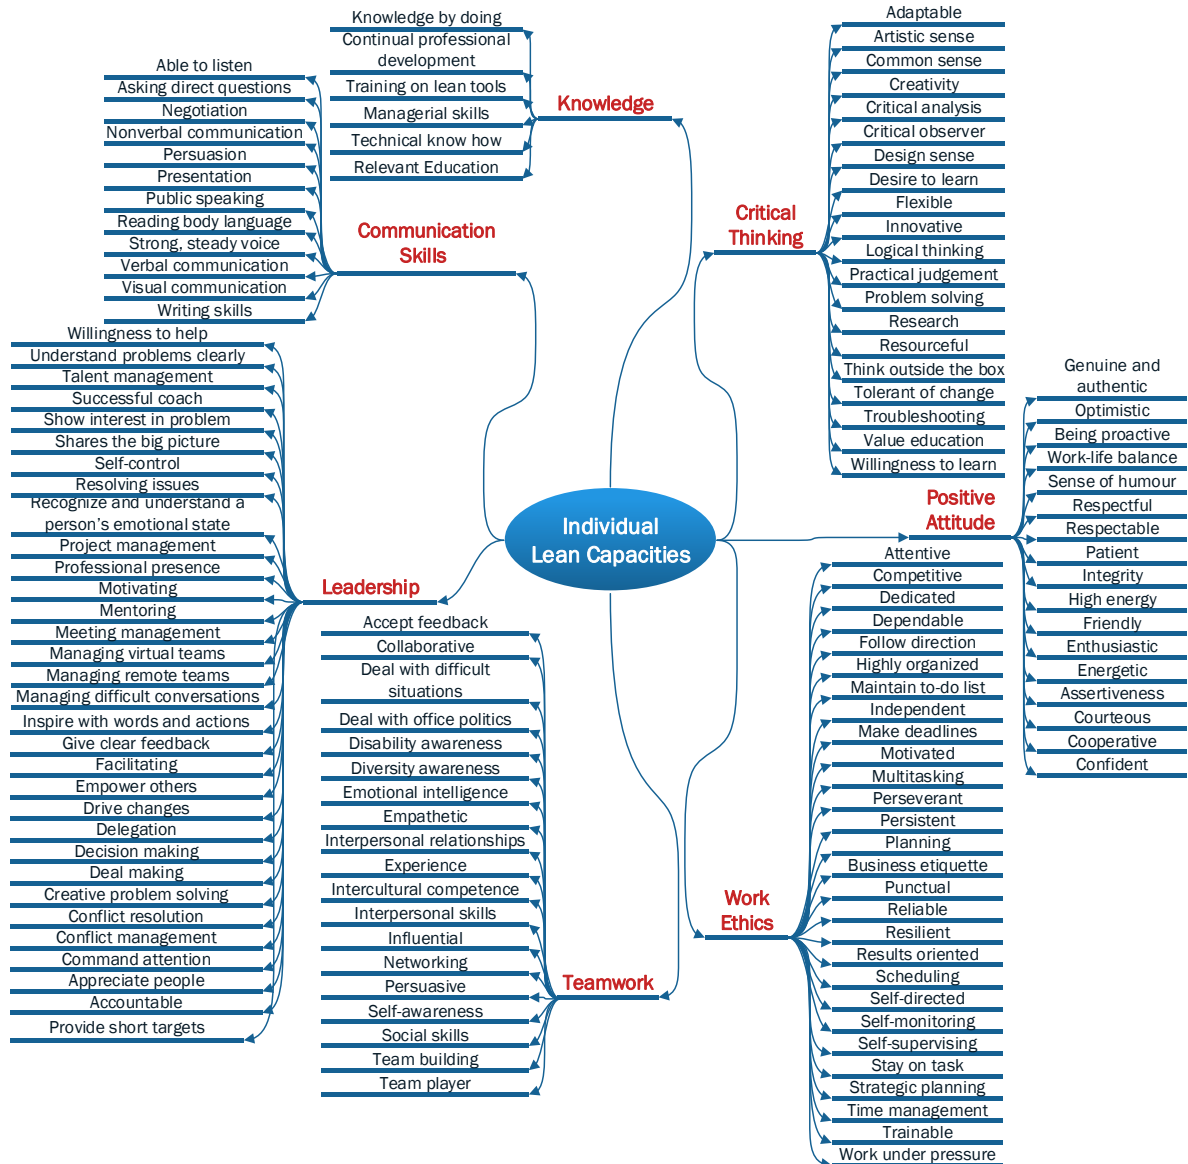 Individual
Lean Capacities
Knowledge
Knowledge by doing
Continual professional
development
Training on lean tools
Managerial skills
Technical know how
Relevant Education
Communication
Skills
Able to listen
Asking direct questions
Negotiation
Nonverbal communication
Persuasion
Presentation
Public speaking
Reading body language
Strong, steady voice
Verbal communication
Visual communication
Writing skills
Leadership
Willingness to help
Understand problems clearly
Talent management
Successful coach
Show interest in problem
Shares the big picture
Self-control
Resolving issues
Recognize and understand a
person's emotional state
Project management
Professional presence
Motivating
Mentoring
Meeting management
Managing virtual teams
Managing remote teams
Managing difficult conversations
Inspire with words and actions
Give clear feedback
Facilitating
Empower others
Drive changes
Delegation
Decision making
Deal making
Creative problem solving
Conflict resolution
Conflict management
Command attention
Appreciate people
Accountable
Provide short targets
Teamwork
Accept feedback
Collaborative
Deal with difficult
situations
Deal with office politics
Disability awareness
Diversity awareness
Emotional intelligence
Empathetic
Interpersonal relationships
Experience
Intercultural competence
Interpersonal skills
Influential
Networking
Persuasive
Self-awareness
Social skills
Team building
Team player
Critical
Thinking
Adaptable
Artistic sense
Common sense
Creativity
Critical analysis
Critical observer
Design sense
Desire to learn
Flexible
Innovative
Logical thinking
Practical judgement
Problem solving
Research
Resourceful
Think outside the box
Tolerant of change
Troubleshooting
Value education
Willingness to learn
Positive
Attitude
Genuine and
authentic
Optimistic
Being proactive
Work-life balance
Sense of humour
Respectful
Respectable
Patient
Integrity
High energy
Friendly
Enthusiastic
Energetic
Assertiveness
Courteous
Cooperative
Confident
Work
Ethics
Attentive
Competitive
Dedicated
Dependable
Follow direction
Highly organized
Maintain to-do list
Independent
Make deadlines
Motivated
Multitasking
Perseverant
Persistent
Planning
Business etiquette
Punctual
Reliable
Resilient
Results oriented
Scheduling
Self-directed
Self-monitoring
Self-supervising
Stay on task
Strategic planning
Time management
Trainable
Work under pressure